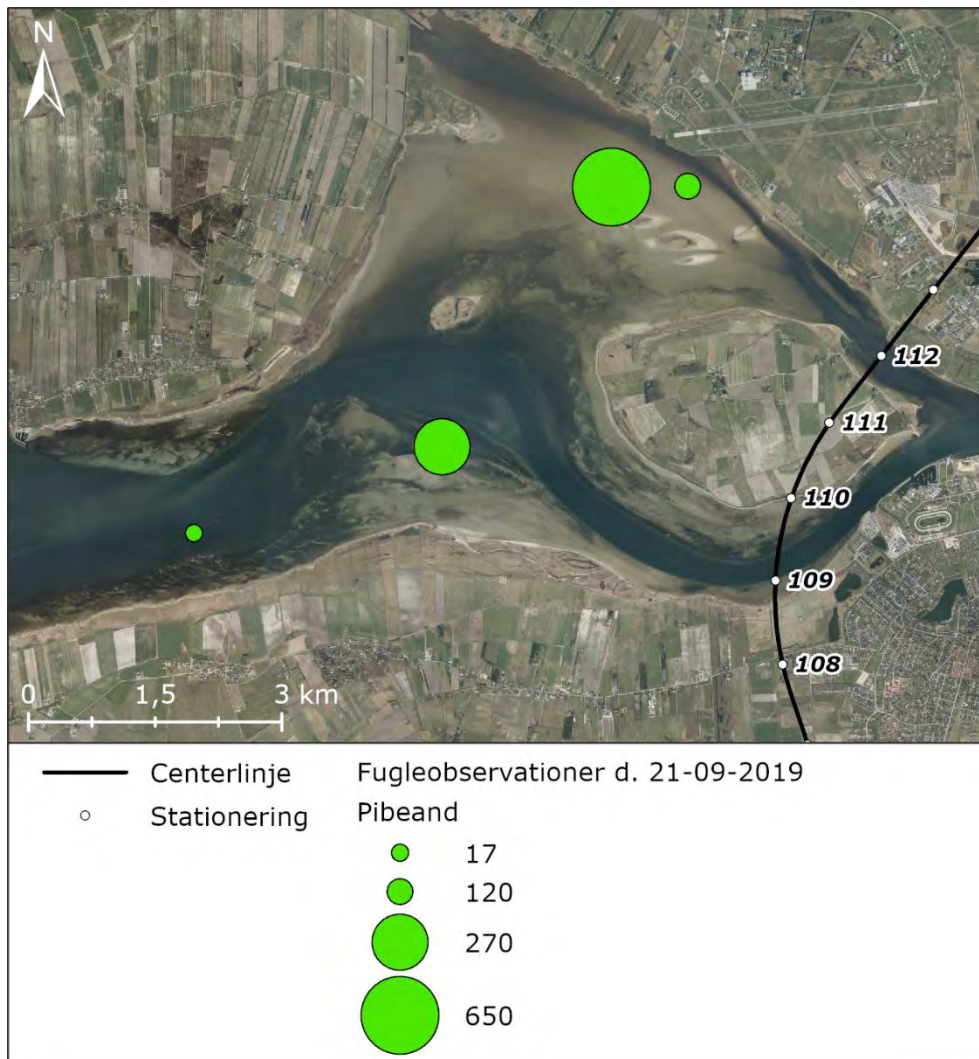 N
112
111
110
109
108
0 1,5 3 km
Centerlinje
Stationering
Fugleobservationer d. 21-09-2019
Pibeand
17
120
270
650